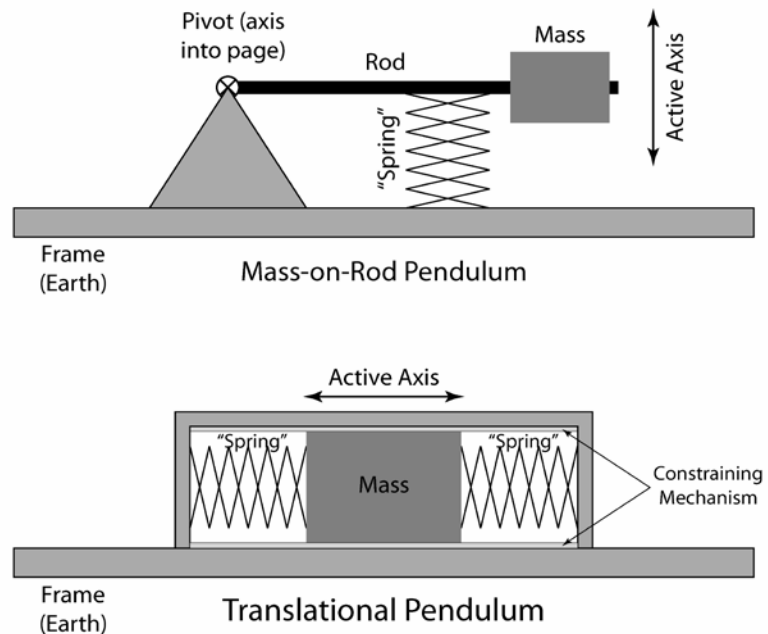 Pivot (axis
into page)
Rod
Mass
Active Axis
"Spring"
Frame
(Earth)
Mass-on-Rod Pendulum
Active Axis
"Spring"
"Spring"
Mass
Constraining
Mechanism
Frame
(Earth)
Translational Pendulum